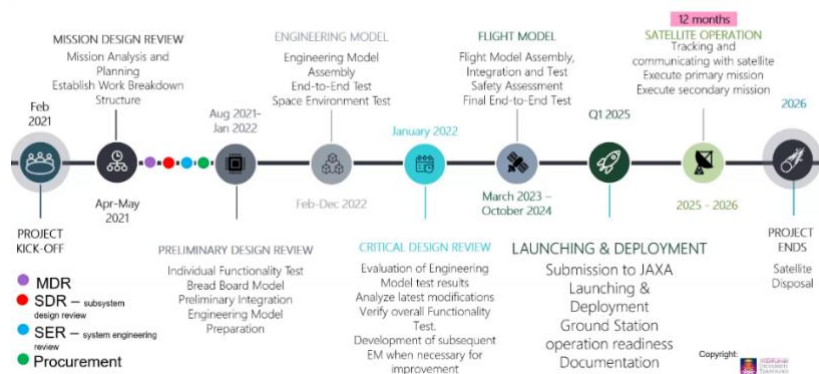 MISSION DESIGN REVIEW
Mission Analysis and
Planning
Establish Work Breakdown
Structure
ENGINEERING MODEL
Engineering Model
Assembly
End-to-End Test
Space Environment Test
FLIGHT MODEL
Flight Model Assembly,
Integration and Test
Safety Assessment
Final End-to-End Test
12 months
SATELLITE OPERATION
Tracking and
communicating with satellite
Execute primary mission
Execute secondary mission
Feb
2021
Aug 2021-
Jan 2022
January 2022
Q1 2025
2026
PROJECT
KICK-OFF
Apr-May
2021
Feb-Dec 2022
March 2023 –
October 2024
2025 - 2026
PROJECT
ENDS
Satellite
Disposal
PRELIMINARY DESIGN REVIEW
Individual Functionality Test
Bread Board Model
Preliminary Integration
Engineering Model
Preparation
CRITICAL DESIGN REVIEW
Evaluation of Engineering
Model test results
Analyze latest modifications
Verify overall Functionality
Test.
Development of subsequent
EM when necessary for
improvement
LAUNCHING & DEPLOYMENT
Submission to JAXA
Launching &
Deployment
Ground Station
operation readiness
Documentation
MDR
SDR – subsystem
design review
SER – system engineering
review
Procurement
Copyright:
UNIVERSITI
TEKNOLOGI